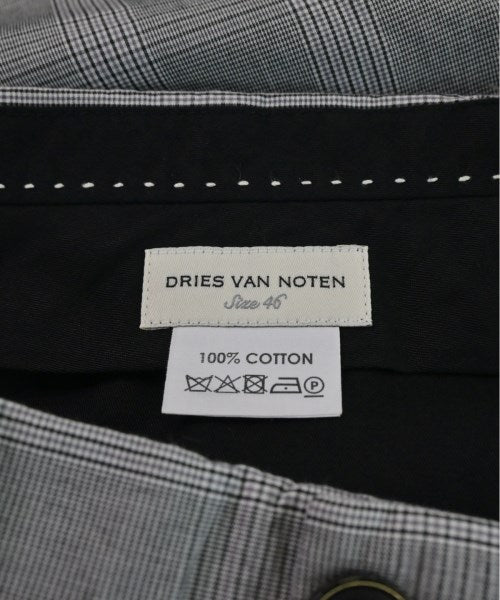 DRIES VAN NOTEN
Size 46
100% COTTON
P